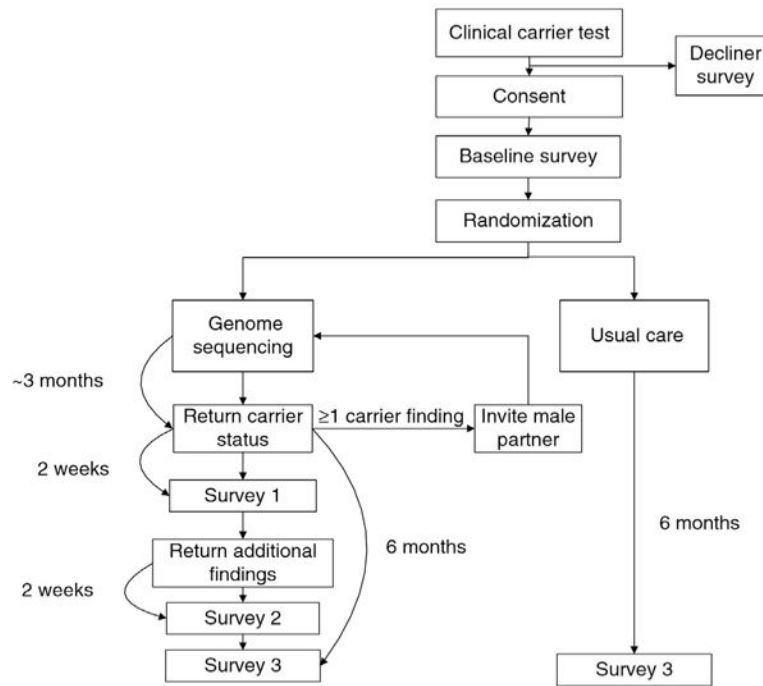 Clinical carrier test
Decliner
survey
Consent
Baseline survey
Randomization
Genome
sequencing
Usual care
~3 months
Return carrier
status
≥1 carrier finding
Invite male
partner
2 weeks
Survey 1
6 months
6 months
Return additional
findings
2 weeks
Survey 2
Survey 3
Survey 3